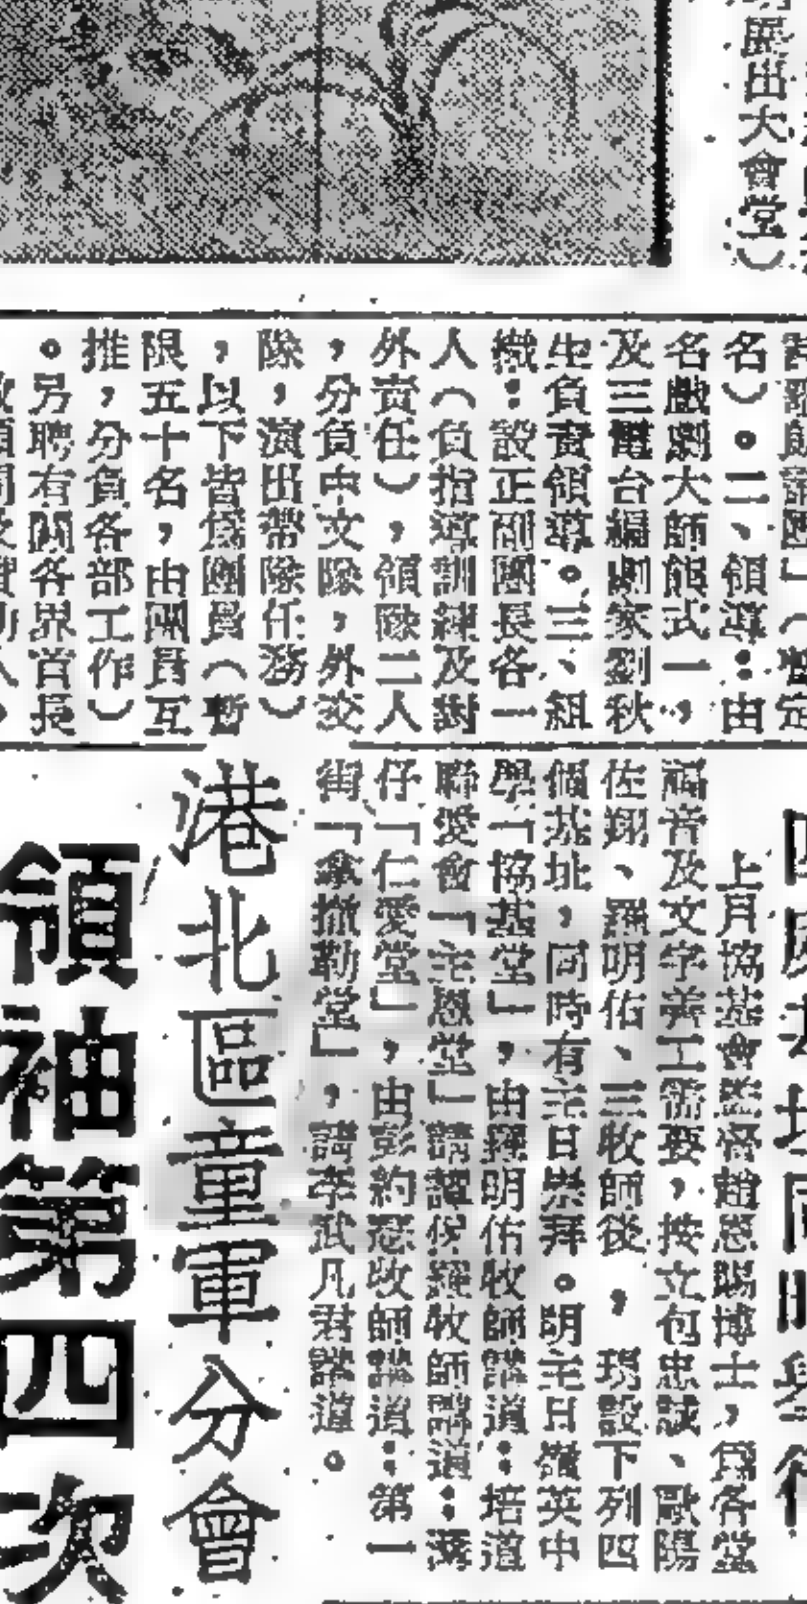 展出大會堂）
名）。二、領導：由
名戲劇大師熊式一，
及三電台編劇家劉秋
生負責領導。三、組
織：設正副團長各一
人（負指導訓練及對
外責任），領隊二人
，分負中文隊，外交
隊，演出帶隊任務）
，以下皆為團員（暫
限五十名，由團員互
推，分負各部工作）
。另聘有關各界首長
上月協基會監督趙恩賜博士，為各堂
福音及文字善工需要，按立包忠誠、歐陽
佐翔、羅明佑、三牧師後，現設下列四
個基址，同時有主日崇拜。明主日嶺英中
學「協基堂」，由羅明佑牧師講道：培道
聯愛會「主恩堂」請譚保羅牧師講道：灣
仔「仁愛堂」，由彭約忍牧師講道：第一
街「拿撒勒堂」，請李武凡君講道。
港北區童軍分會
領袖第四次